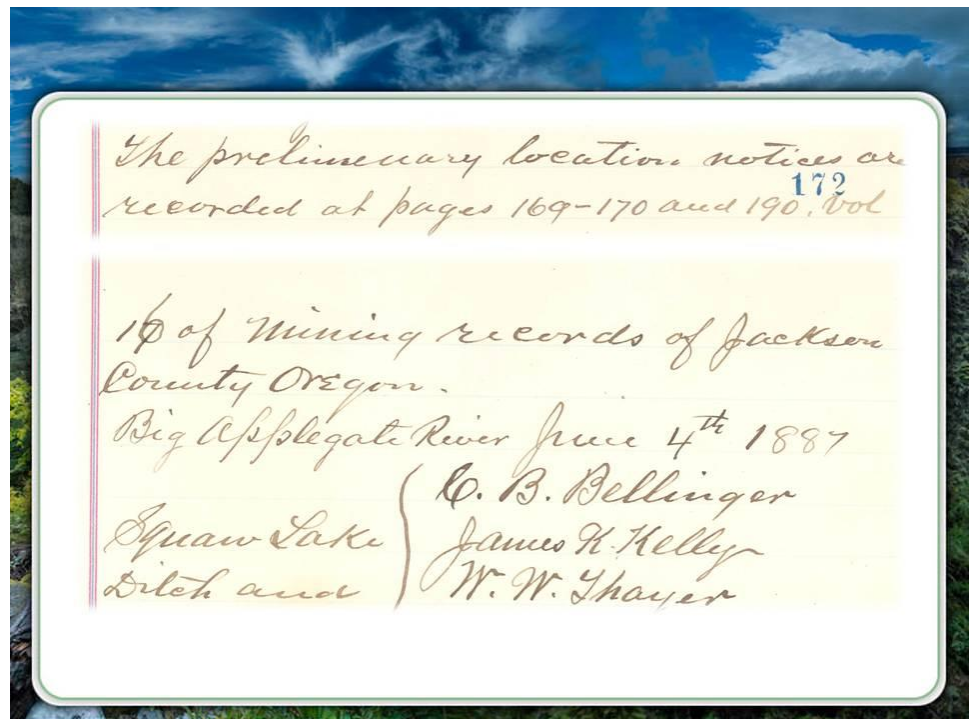 The prelimenary location notices are
172
recorded at pages 169-170 and 190, Vol
16 of Mining records of Jackson
County Oregon.
Big Applegate River June 4th 1887
C. B. Bellinger
Squaw Lake James K. Kelly
Ditch and W. W. Thayer